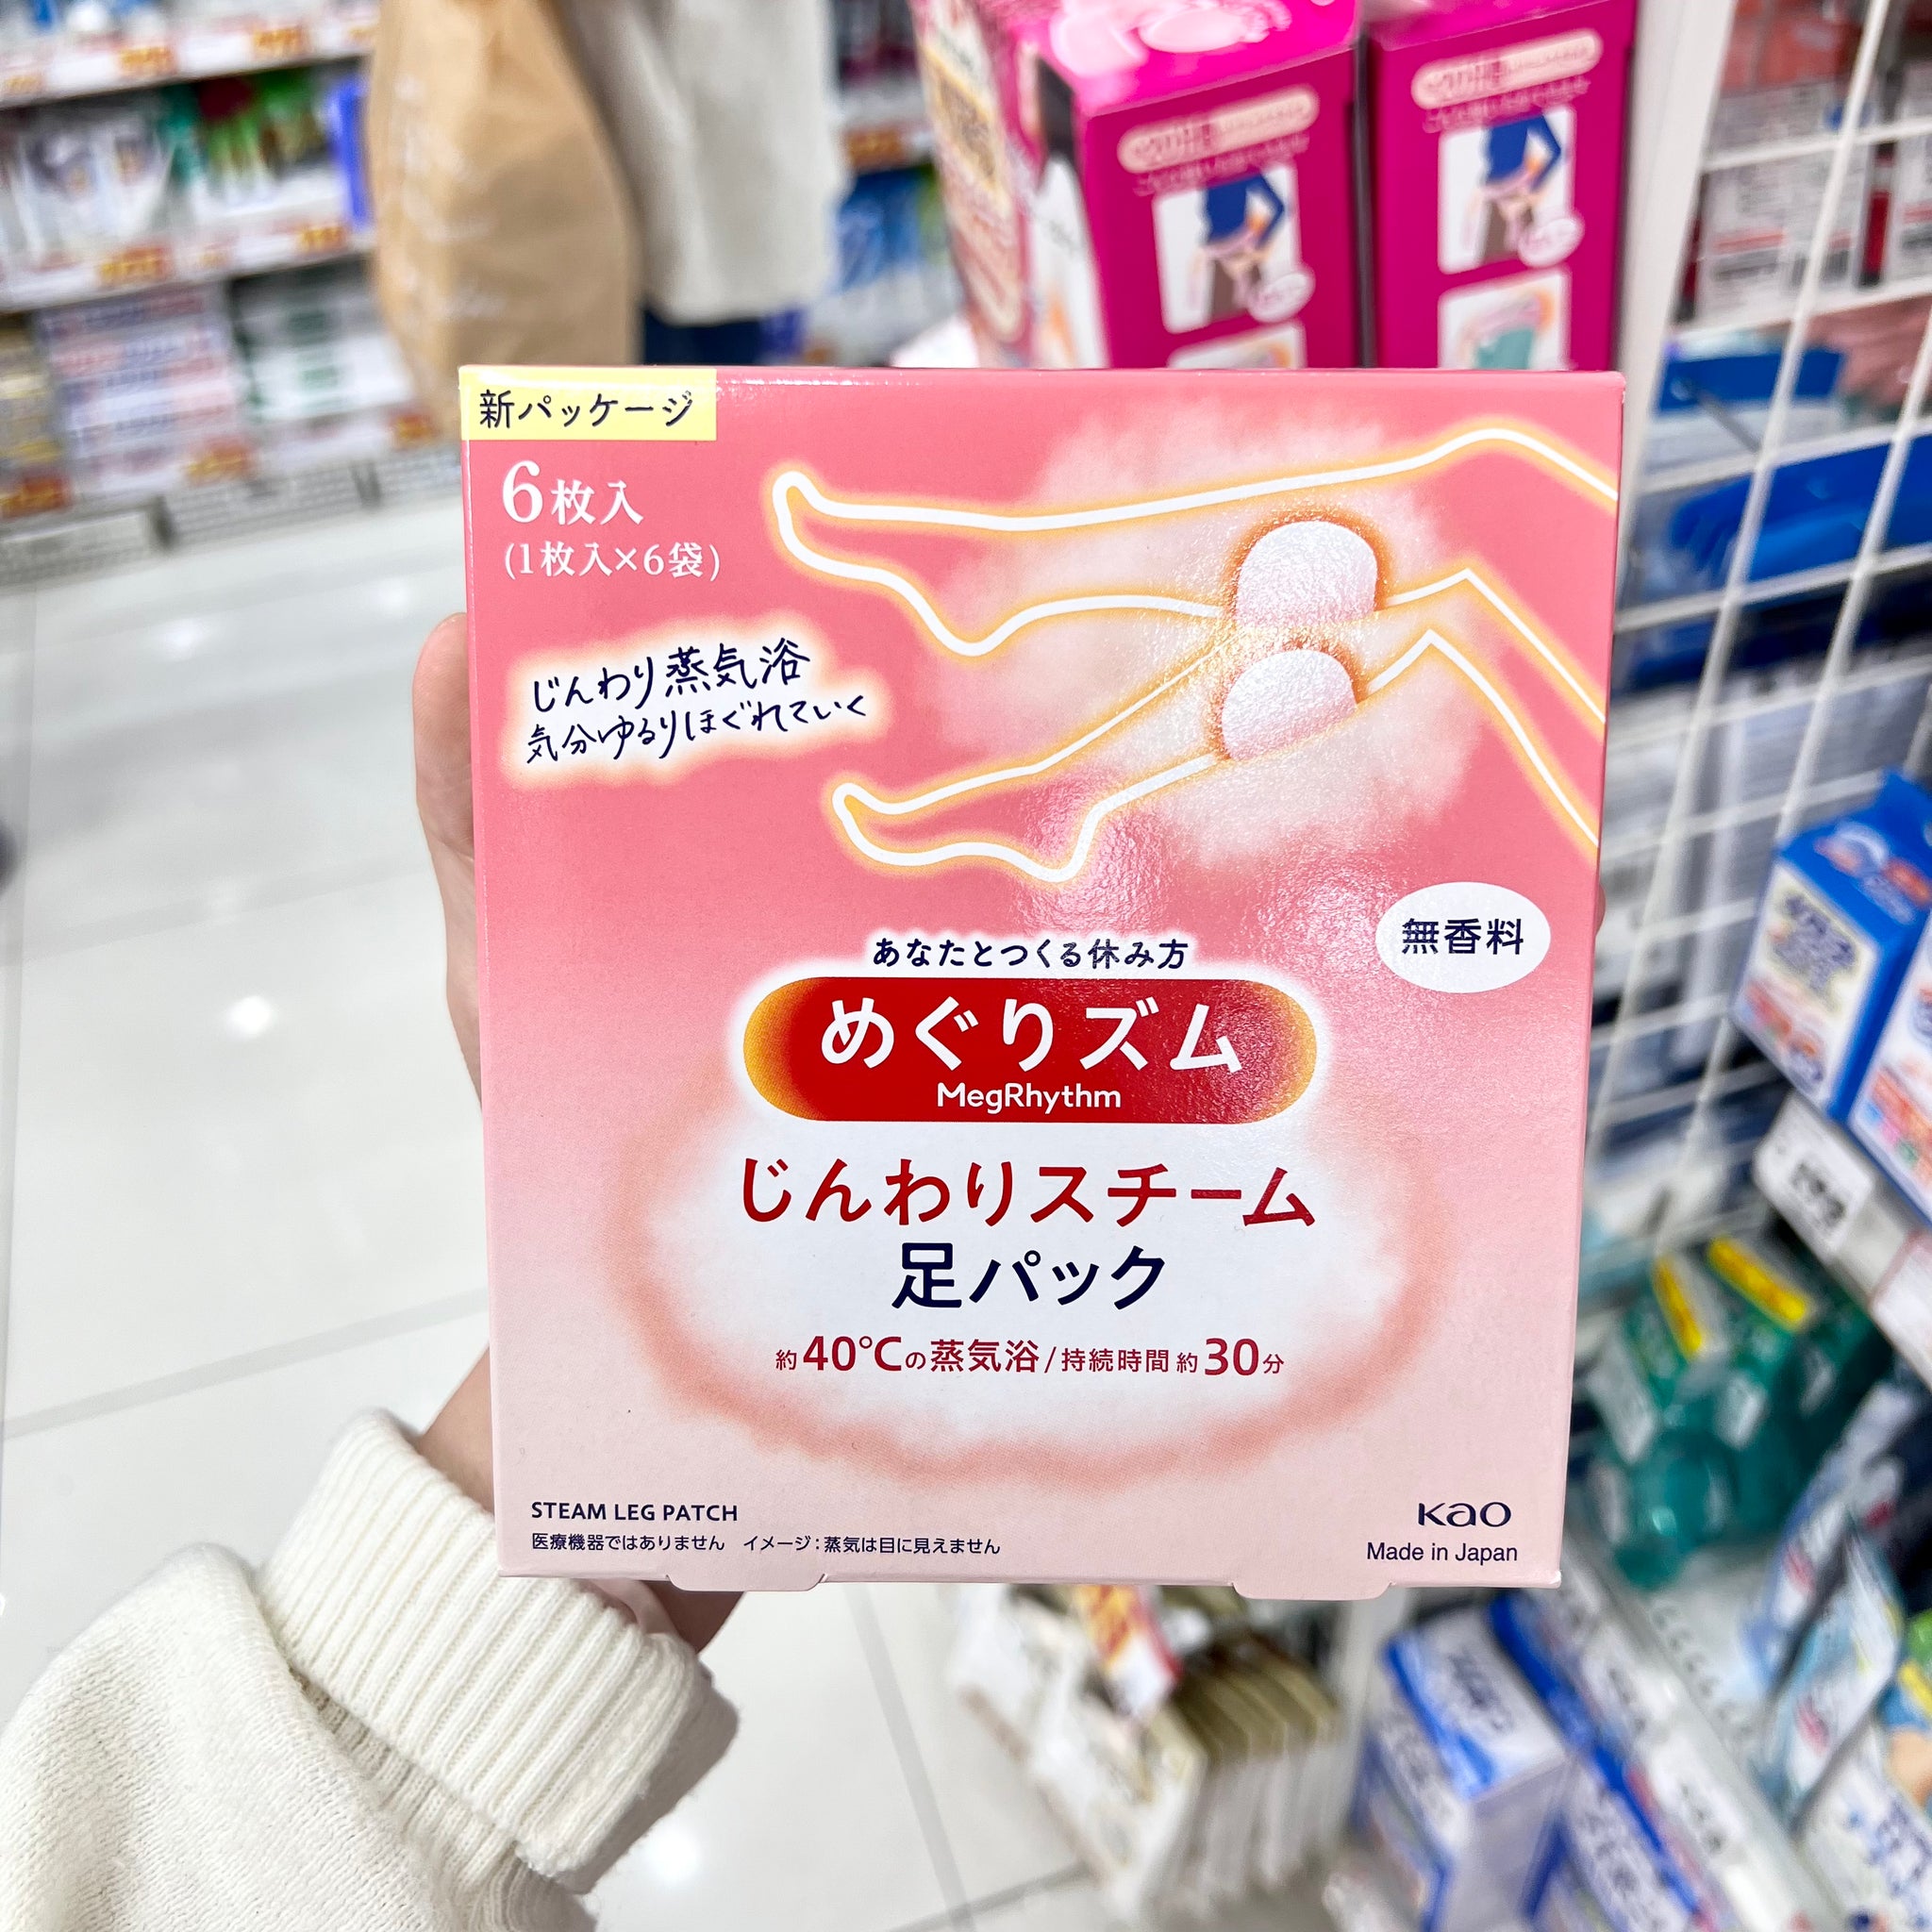 新パッケージ
6枚入
(1枚入×6袋)
じんわり蒸気浴
気分ゆるりほぐれていく
無香料
あなたとつくる休み方
めぐりズム
MegRhythm
じんわりスチーム
足パック
約40℃の蒸気浴/持続時間約30分
STEAM LEG PATCH
医療機器ではありません イメージ:蒸気は目に見えません
Kao
Made in Japan